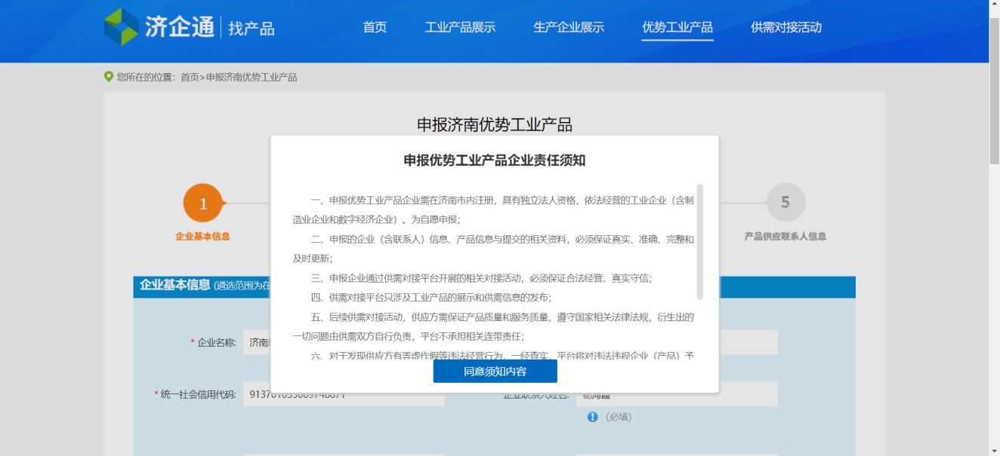 济企通 找产品
首页 工业产品展示 生产企业展示 优势工业产品 供需对接活动
您所在的位置：首页>申报济南优势工业产品
申报济南优势工业产品
申报优势工业产品企业责任须知
一、申报优势工业产品企业需在济南市内注册，具有独立法人资格，依法经营的工业企业（含制
造业企业和数字经济企业）。为自愿申报；
二、申报的企业（含联系人）信息、产品信息与提交的相关资料，必须保证真实、准确、完整和
及时更新；
三、申报企业通过供需对接平台开展的相关对接活动，必须保证合法经营、真实守信；
四、供需对接平台只涉及工业产品的展示和供需信息的发布；
五、后续供需对接活动，供应方需保证产品质量和服务质量，遵守国家相关法律法规，衍生出的
一切问题由供需双方自行负责，平台不承担相关连带责任；
六、对于发现供应方有弄虚作假等违法经营行为，一经查实，平台将对违法违规企业（产品）予
同意须知内容
1
企业基本信息
5
产品供应联系人信息
企业基本信息 (遴选范围为在
* 企业名称: 济南
* 统一社会信用代码:
企业联系人姓名:
(必填)